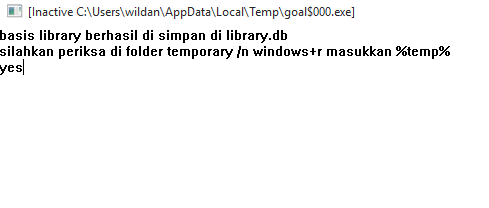 [Inactive C:\Users\wildan\AppData\Local\Temp\goal$000.exe]
basis library berhasil di simpan di library.db
silahkan periksa di folder temporary /n windows+r masukkan %temp%
yes